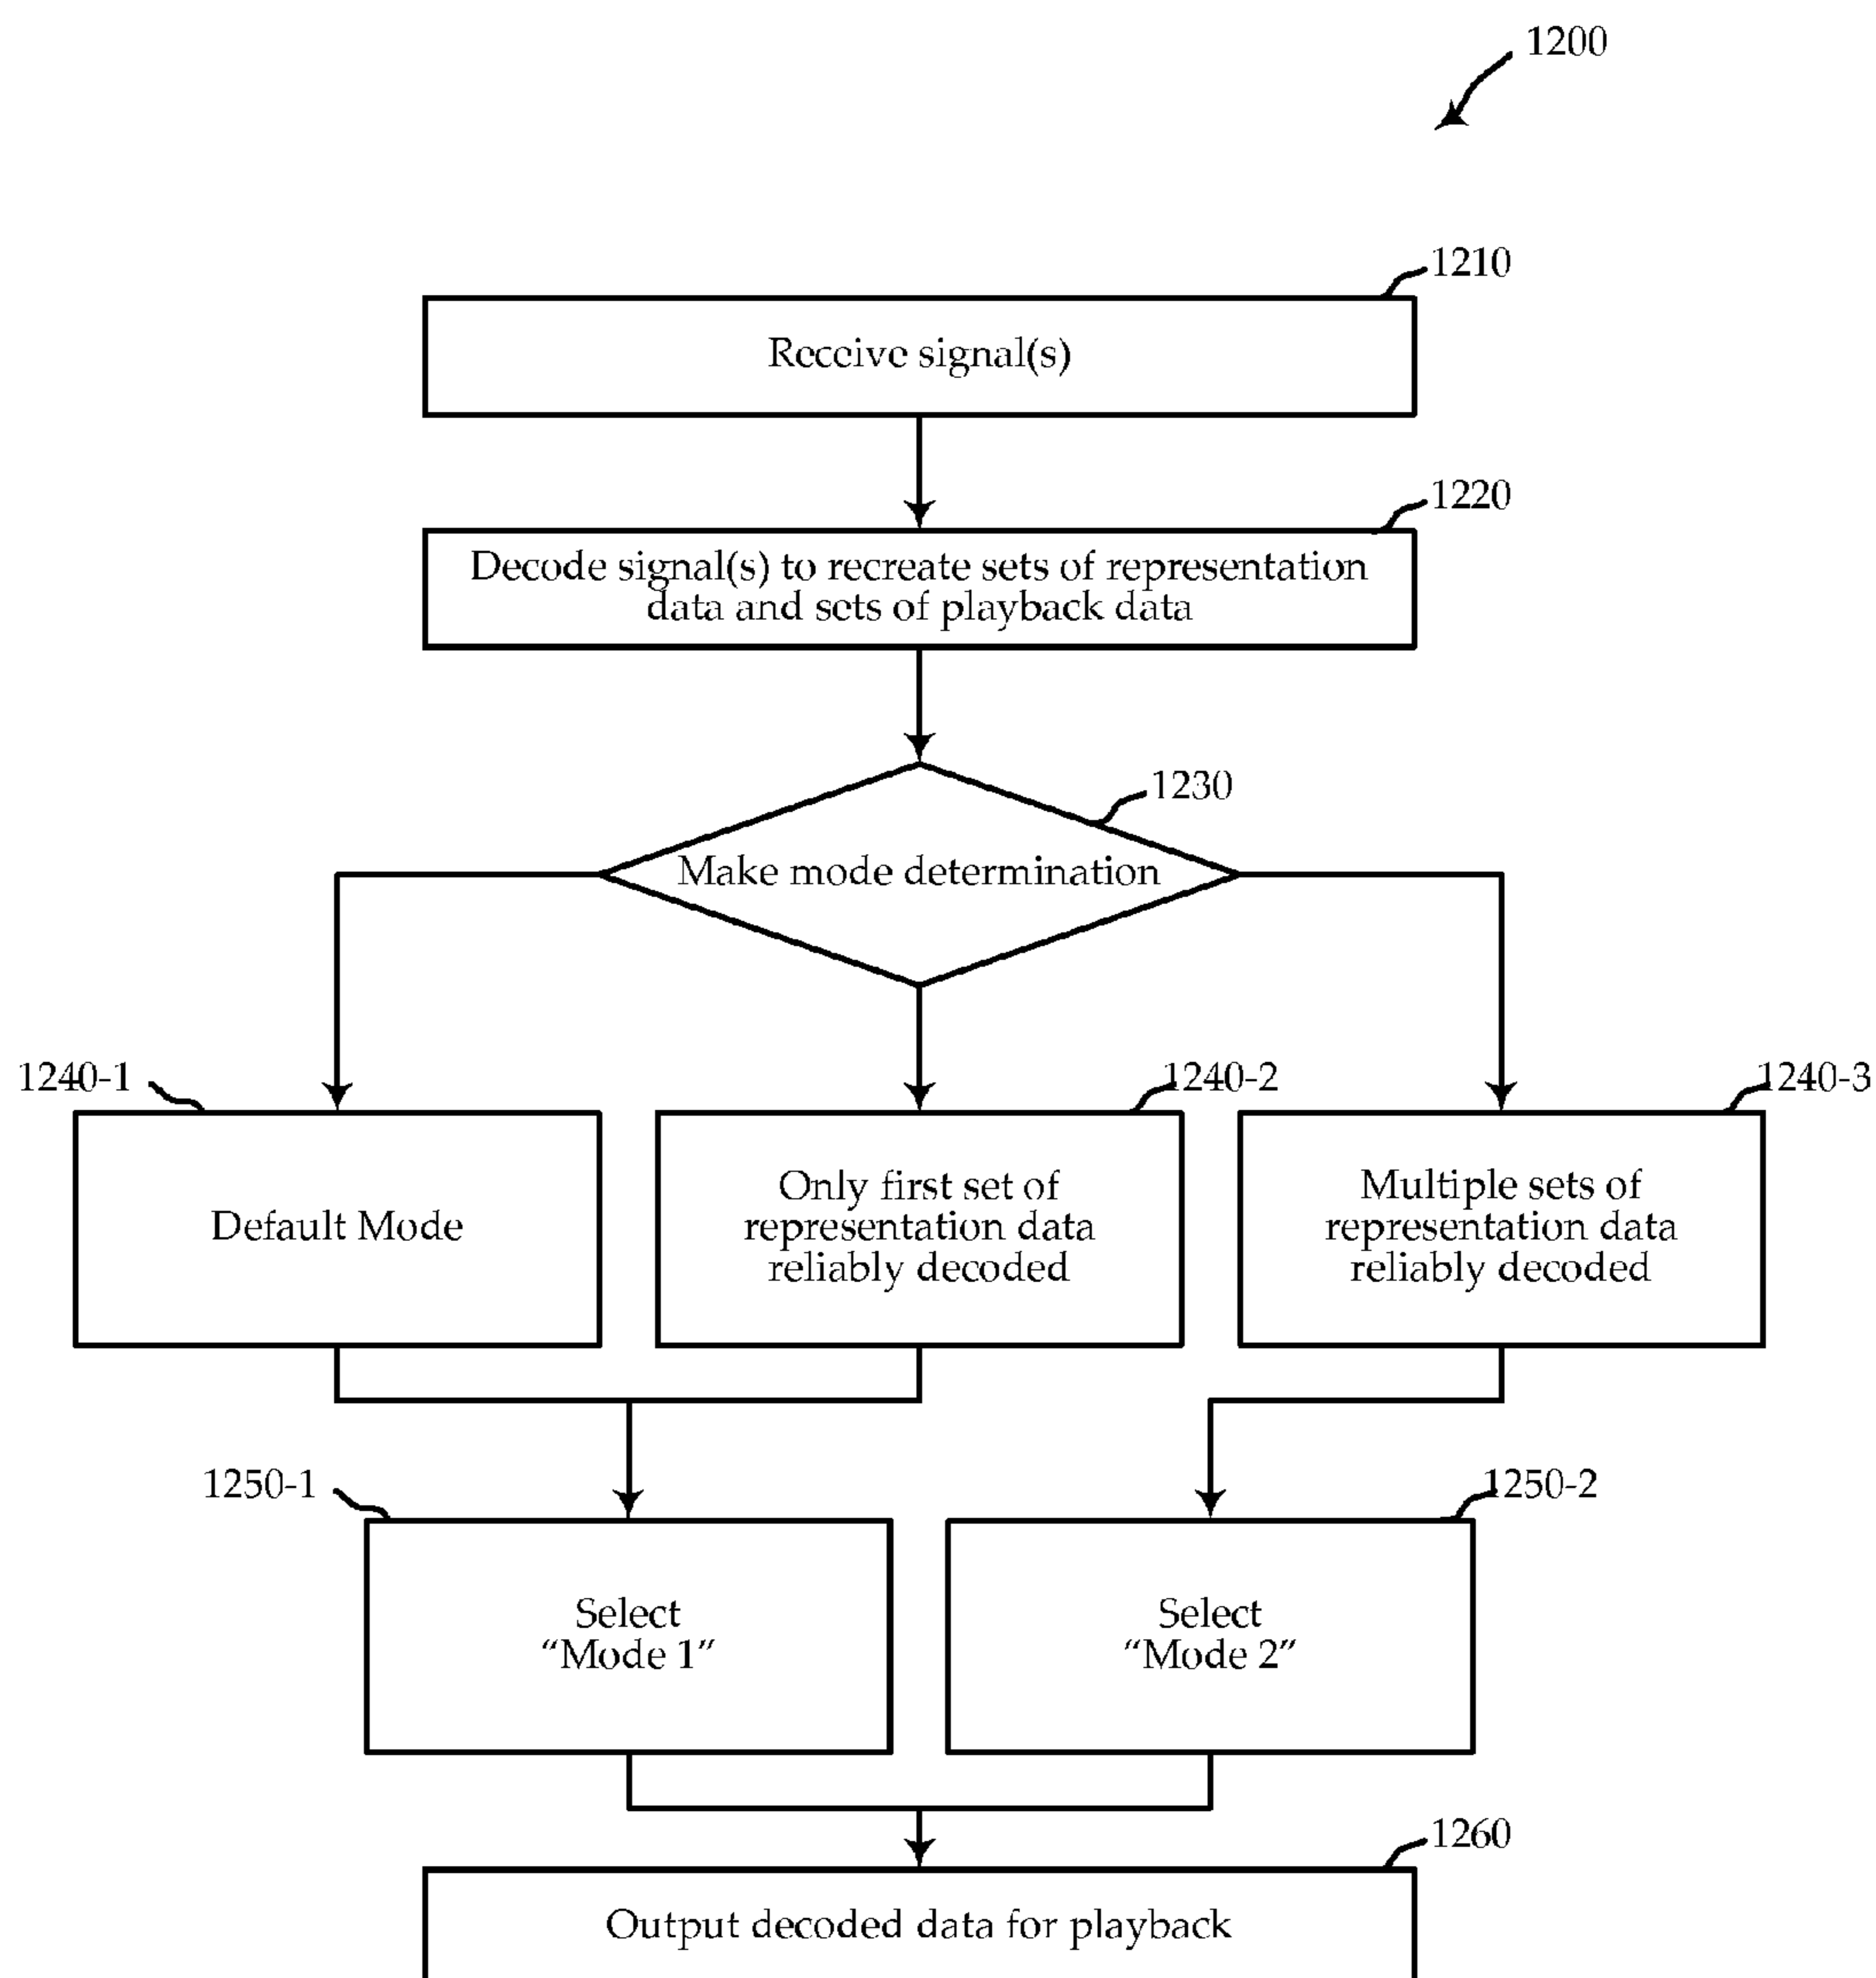 1200
1210
Receive signal(s)
1220
Decode signal(s) to recreate sets of representation
data and sets of playback data
1230
Make mode determination
1240-1
1240-2
1240-3
Default Mode
Only first set of
representation data
reliably decoded
Multiple sets of
representation data
reliably decoded
1250-1
1250-2
Select
“Mode 1”
Select
“Mode 2”
1260
Output decoded data for playback